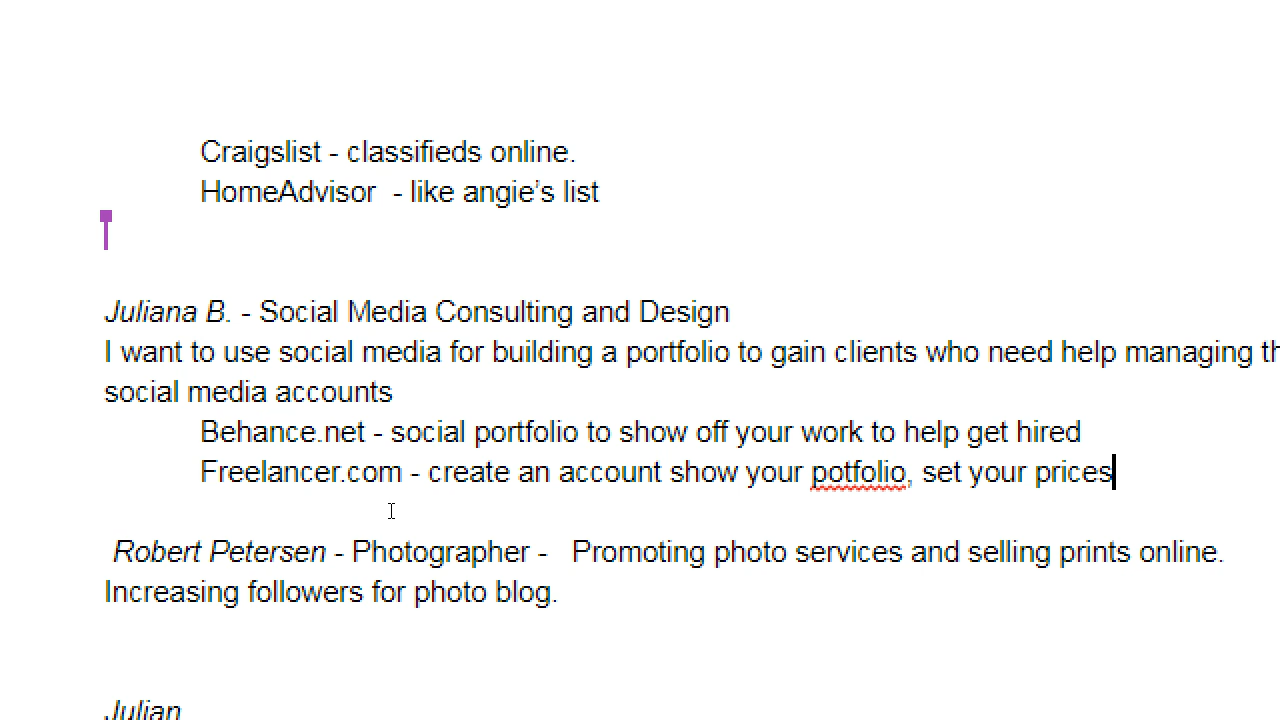 Craigslist - classifieds online.
HomeAdvisor  - like angie’s list
Juliana B. - Social Media Consulting and Design
I want to use social media for building a portfolio to gain clients who need help managing th
social media accounts
Behance.net - social portfolio to show off your work to help get hired
Freelancer.com - create an account show your potfolio, set your prices
Robert Petersen - Photographer -   Promoting photo services and selling prints online.
Increasing followers for photo blog.
Julian